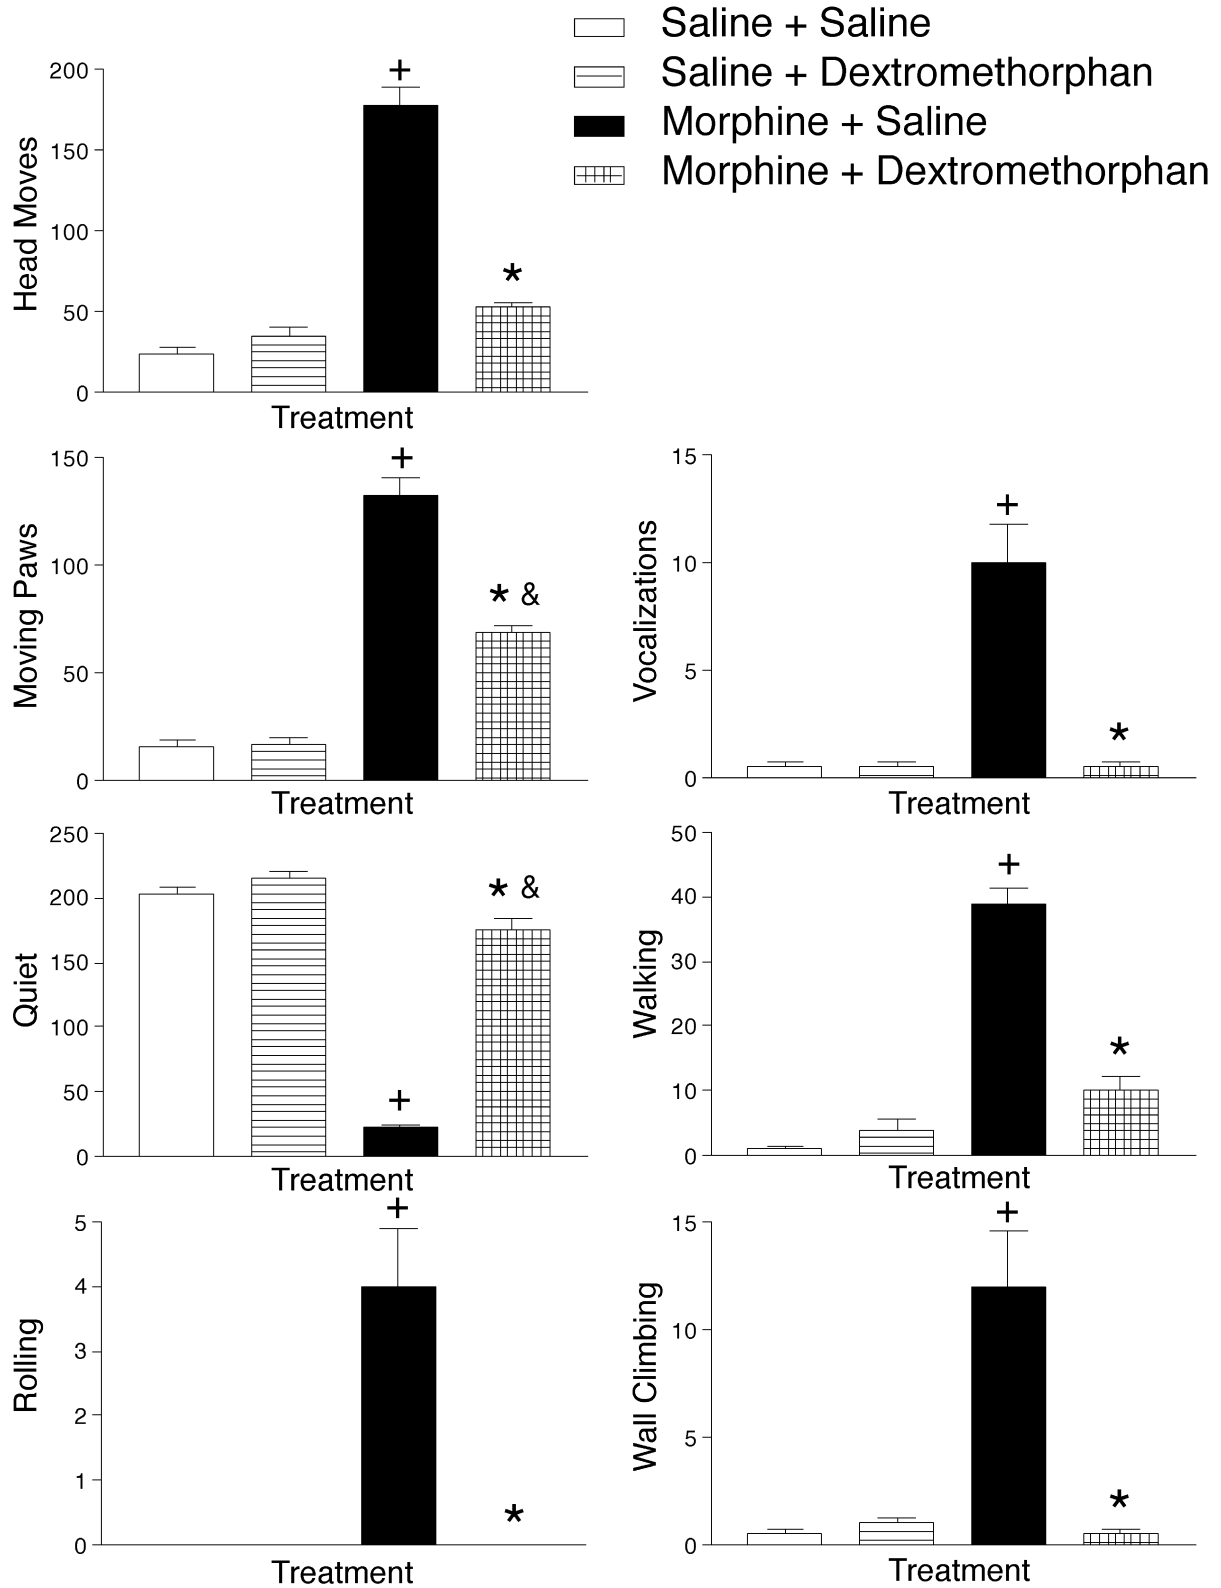 Saline + Saline
Saline + Dextromethorphan
Morphine + Saline
Morphine + Dextromethorphan
Head Moves
200
150
100
50
0
+
*
Treatment
Moving Paws
150
100
50
0
+
* &
Treatment
Vocalizations
15
10
5
0
+
*
Treatment
Quiet
250
200
150
100
50
0
+
* &
Treatment
Walking
50
40
30
20
10
0
+
*
Treatment
Rolling
5
4
3
2
1
0
+
*
Treatment
Wall Climbing
15
10
5
0
+
*
Treatment